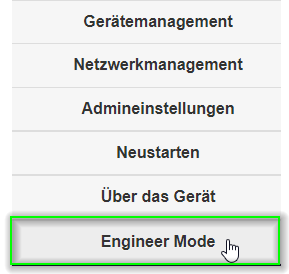 Gerätemanagement
Netzwerkmanagement
Admineinstellungen
Neustarten
Über das Gerät
Engineer Mode